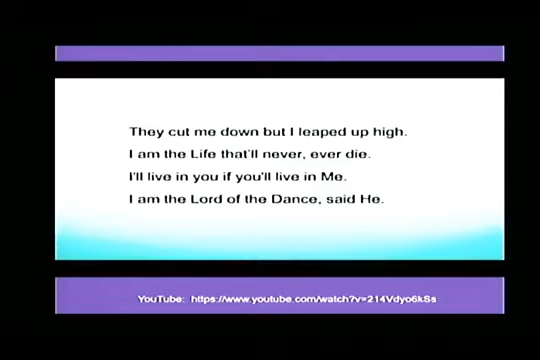 They cut me down but I leaped up high.
I am the Life that'll never, ever die.
I'll live in you if you'll live in Me.
I am the Lord of the Dance, said He.
YouTube: https://www.youtube.com/watch?v=214Vdyo6kSs